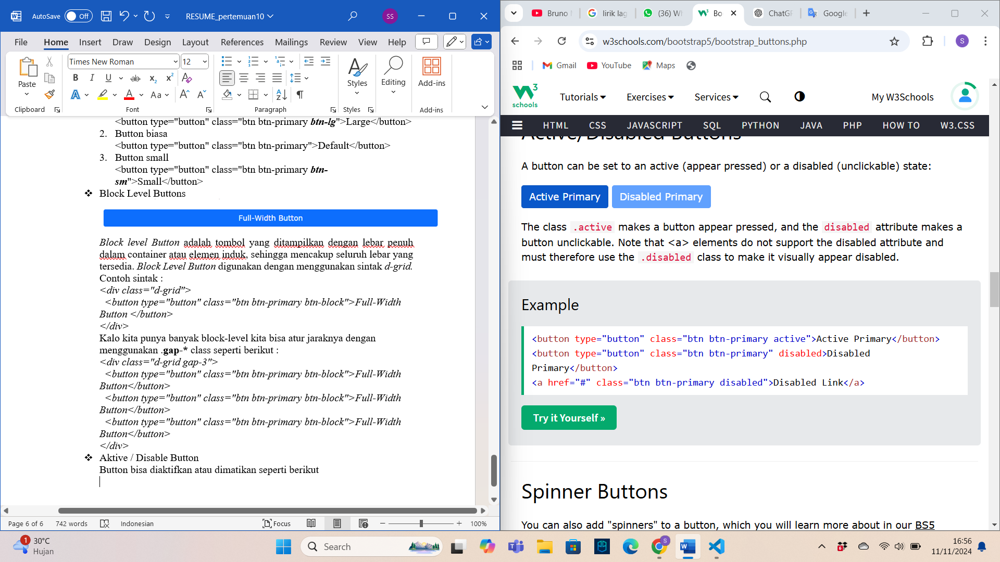 AutoSave Off RESUME_pertemuan10 SS
File Home Insert Draw Design Layout References Mailings Review View Help
Paste
Times New Roman 12
Styles
Editing
Add-ins
Clipboard Font Paragraph Styles Add-ins
<button type="button" class="btn btn-primary btn-lg">Large</button>
2. Button biasa
<button type="button" class="btn btn-primary">Default</button>
3. Button small
<button type="button" class="btn btn-primary btn-
sm">Small</button>
❖ Block Level Buttons
Full-Width Button
Block level Button adalah tombol yang ditampilkan dengan lebar penuh
dalam container atau elemen induk, sehingga mencakup seluruh lebar yang
tersedia. Block Level Button digunakan dengan menggunakan sintak d-grid.
Contoh sintak :
<div class="d-grid">
<button type="button" class="btn btn-primary btn-block">Full-Width
Button </button>
</div>
Kalo kita punya banyak block-level kita bisa atur jaraknya dengan
menggunakan .gap-* class seperti berikut :
<div class="d-grid gap-3">
<button type="button" class="btn btn-primary btn-block">Full-Width
Button</button>
<button type="button" class="btn btn-primary btn-block">Full-Width
Button</button>
<button type="button" class="btn btn-primary btn-block">Full-Width
Button</button>
</div>
❖ Aktive / Disable Button
Button bisa diaktifkan atau dimatikan seperti berikut
Page 6 of 6 742 words Indonesian Focus 100%
Bruno lirik lag (36) Wh Bo ChatGP Google
w3schools.com/bootstrap5/bootstrap_buttons.php S
Gmail YouTube Maps
W3 schools Tutorials Exercises Services My W3Schools
HTML CSS JAVASCRIPT SQL PYTHON JAVA PHP HOW TO W3.CSS
Active/Disabled Buttons
A button can be set to an active (appear pressed) or a disabled (unclickable) state:
Active Primary Disabled Primary
The class .active makes a button appear pressed, and the disabled attribute makes a
button unclickable. Note that <a> elements do not support the disabled attribute and
must therefore use the .disabled class to make it visually appear disabled.
Example
<button type="button" class="btn btn-primary active">Active Primary</button>
<button type="button" class="btn btn-primary" disabled>Disabled
Primary</button>
<a href="#" class="btn btn-primary disabled">Disabled Link</a>
Try it Yourself »
Spinner Buttons
You can also add "spinners" to a button, which you will learn more about in our BS5
1 30°C
Hujan
Search
16:56
11/11/2024